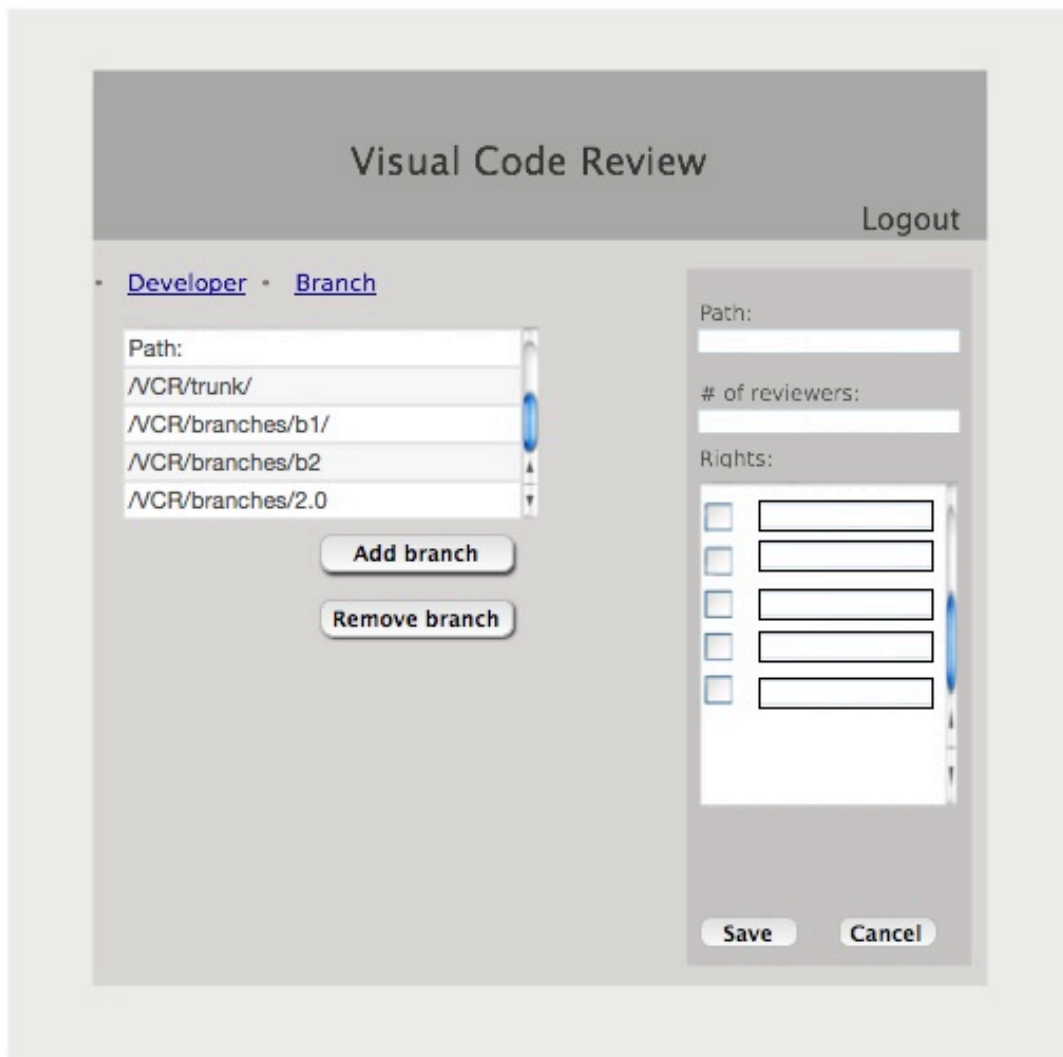 Visual Code Review
Logout
• Developer • Branch
Path:
/VCR/trunk/
/VCR/branches/b1/
/VCR/branches/b2
/VCR/branches/2.0
Add branch
Remove branch
Path:
# of reviewers:
Rights:
Save Cancel